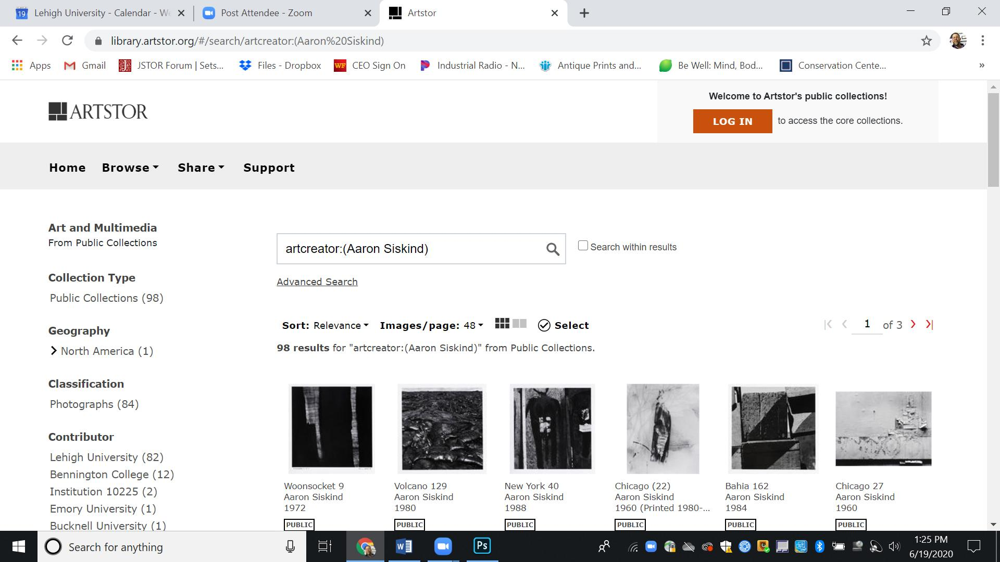 19 Lehigh University - Calendar - We
Post Attendee - Zoom
Artstor
library.artstor.org/#/search/artcreator:(Aaron%20Siskind)
Apps
Gmail
JSTOR Forum | Sets...
Files - Dropbox
WF CEO Sign On
Industrial Radio - N...
Antique Prints and...
Be Well: Mind, Bod...
Conservation Cente...
»
ARTSTOR
Welcome to Artstor's public collections!
LOG IN to access the core collections.
Home Browse Share Support
Art and Multimedia
From Public Collections
Collection Type
Public Collections (98)
Geography
North America (1)
Classification
Photographs (84)
Contributor
Lehigh University (82)
Bennington College (12)
Institution 10225 (2)
Emory University (1)
Bucknell University (1)
artcreator:(Aaron Siskind)
Search within results
Advanced Search
Sort: Relevance Images/page: 48 Select
1 of 3
98 results for "artcreator:(Aaron Siskind)" from Public Collections.
Woonsocket 9
Aaron Siskind
1972
PUBLIC
Volcano 129
Aaron Siskind
1980
PUBLIC
New York 40
Aaron Siskind
1988
PUBLIC
Chicago (22)
Aaron Siskind
1960 (Printed 1980-...
PUBLIC
Bahia 162
Aaron Siskind
1984
PUBLIC
Chicago 27
Aaron Siskind
1960
PUBLIC
Search for anything
Ps
1:25 PM
6/19/2020